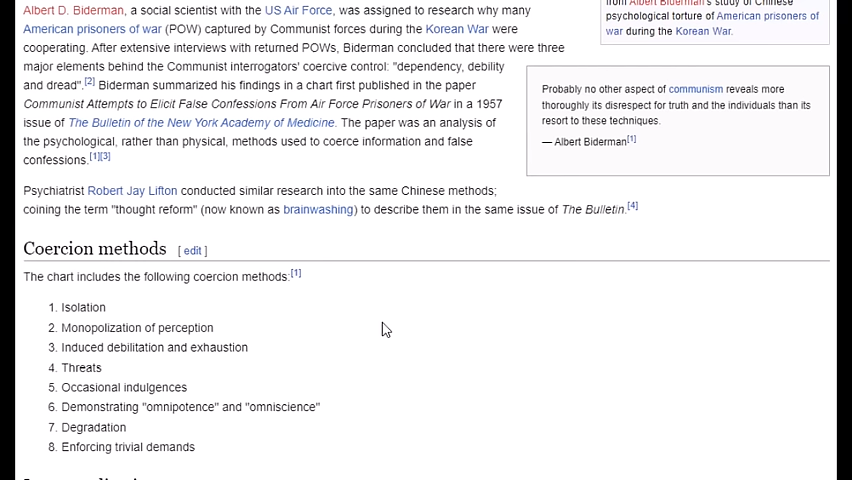 Albert D. Biderman, a social scientist with the US Air Force, was assigned to research why many
American prisoners of war (POW) captured by Communist forces during the Korean War were
cooperating. After extensive interviews with returned POWs, Biderman concluded that there were three
major elements behind the Communist interrogators' coercive control: "dependency, debility
and dread".[2] Biderman summarized his findings in a chart first published in the paper
Communist Attempts to Elicit False Confessions From Air Force Prisoners of War in a 1957
issue of The Bulletin of the New York Academy of Medicine. The paper was an analysis of
the psychological, rather than physical, methods used to coerce information and false
confessions.[1][3]
from Albert Biderman's study of Chinese
psychological torture of American prisoners of
war during the Korean War.
Probably no other aspect of communism reveals more
thoroughly its disrespect for truth and the individuals than its
resort to these techniques.
— Albert Biderman[1]
Psychiatrist Robert Jay Lifton conducted similar research into the same Chinese methods;
coining the term "thought reform" (now known as brainwashing) to describe them in the same issue of The Bulletin.[4]
Coercion methods [ edit ]
The chart includes the following coercion methods:[1]
1. Isolation
2. Monopolization of perception
3. Induced debilitation and exhaustion
4. Threats
5. Occasional indulgences
6. Demonstrating "omnipotence" and "omniscience"
7. Degradation
8. Enforcing trivial demands